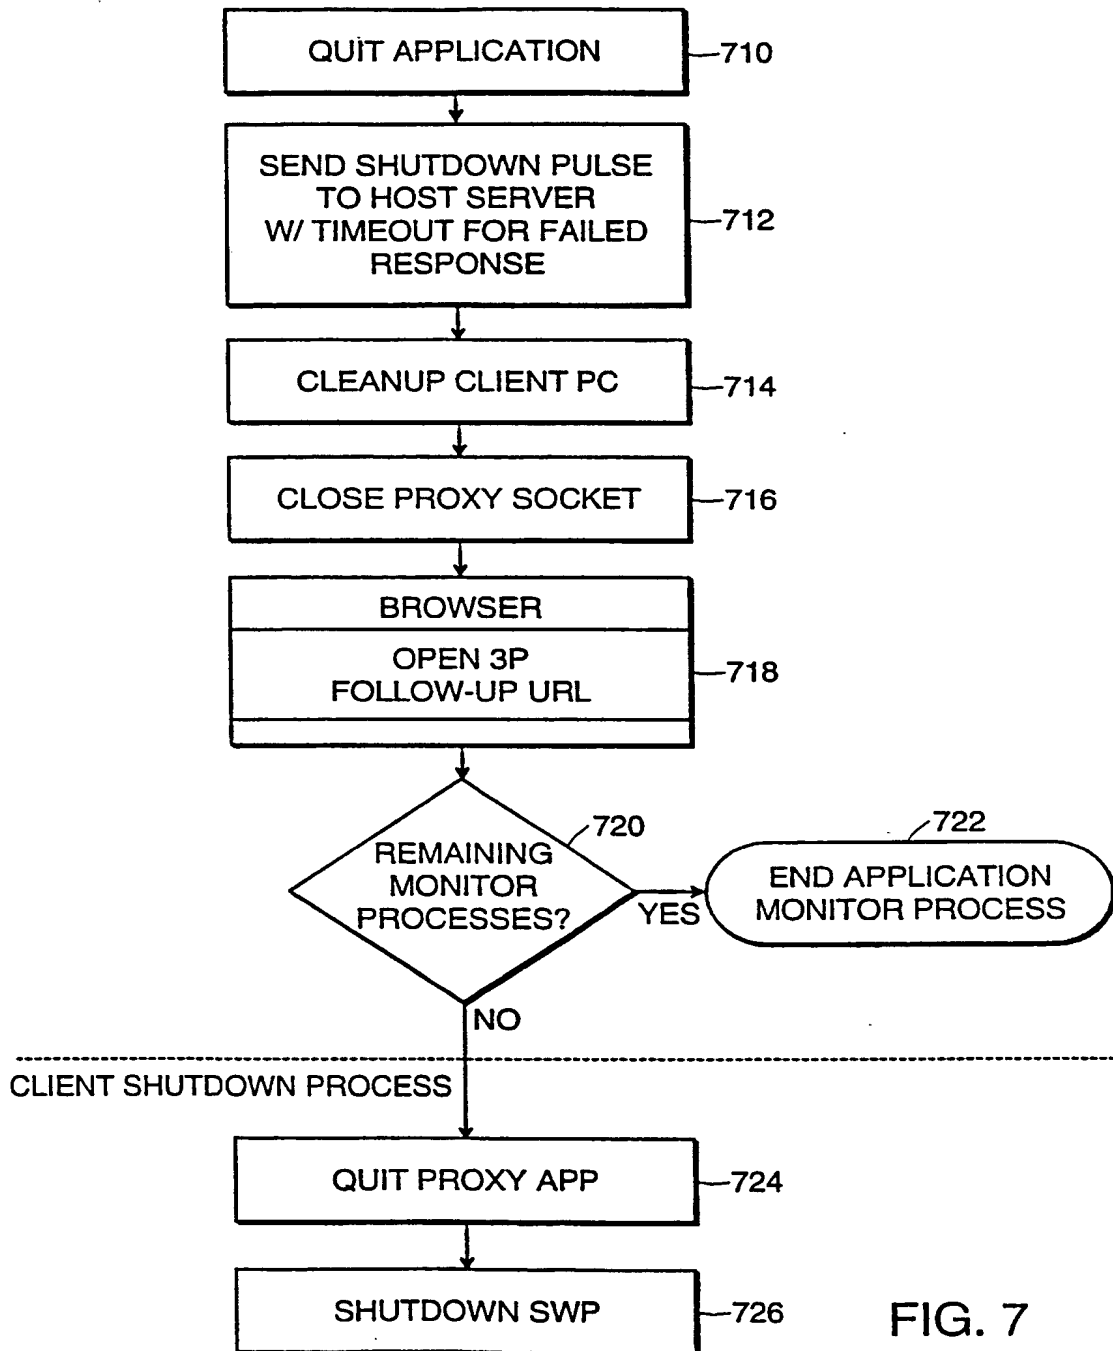 QUIT APPLICATION
710
SEND SHUTDOWN PULSE
TO HOST SERVER
W/ TIMEOUT FOR FAILED
RESPONSE
712
CLEANUP CLIENT PC
714
CLOSE PROXY SOCKET
716
BROWSER
OPEN 3P
FOLLOW-UP URL
718
REMAINING
MONITOR
PROCESSES?
720
YES
722
END APPLICATION
MONITOR PROCESS
NO
CLIENT SHUTDOWN PROCESS
QUIT PROXY APP
724
SHUTDOWN SWP
726
FIG. 7